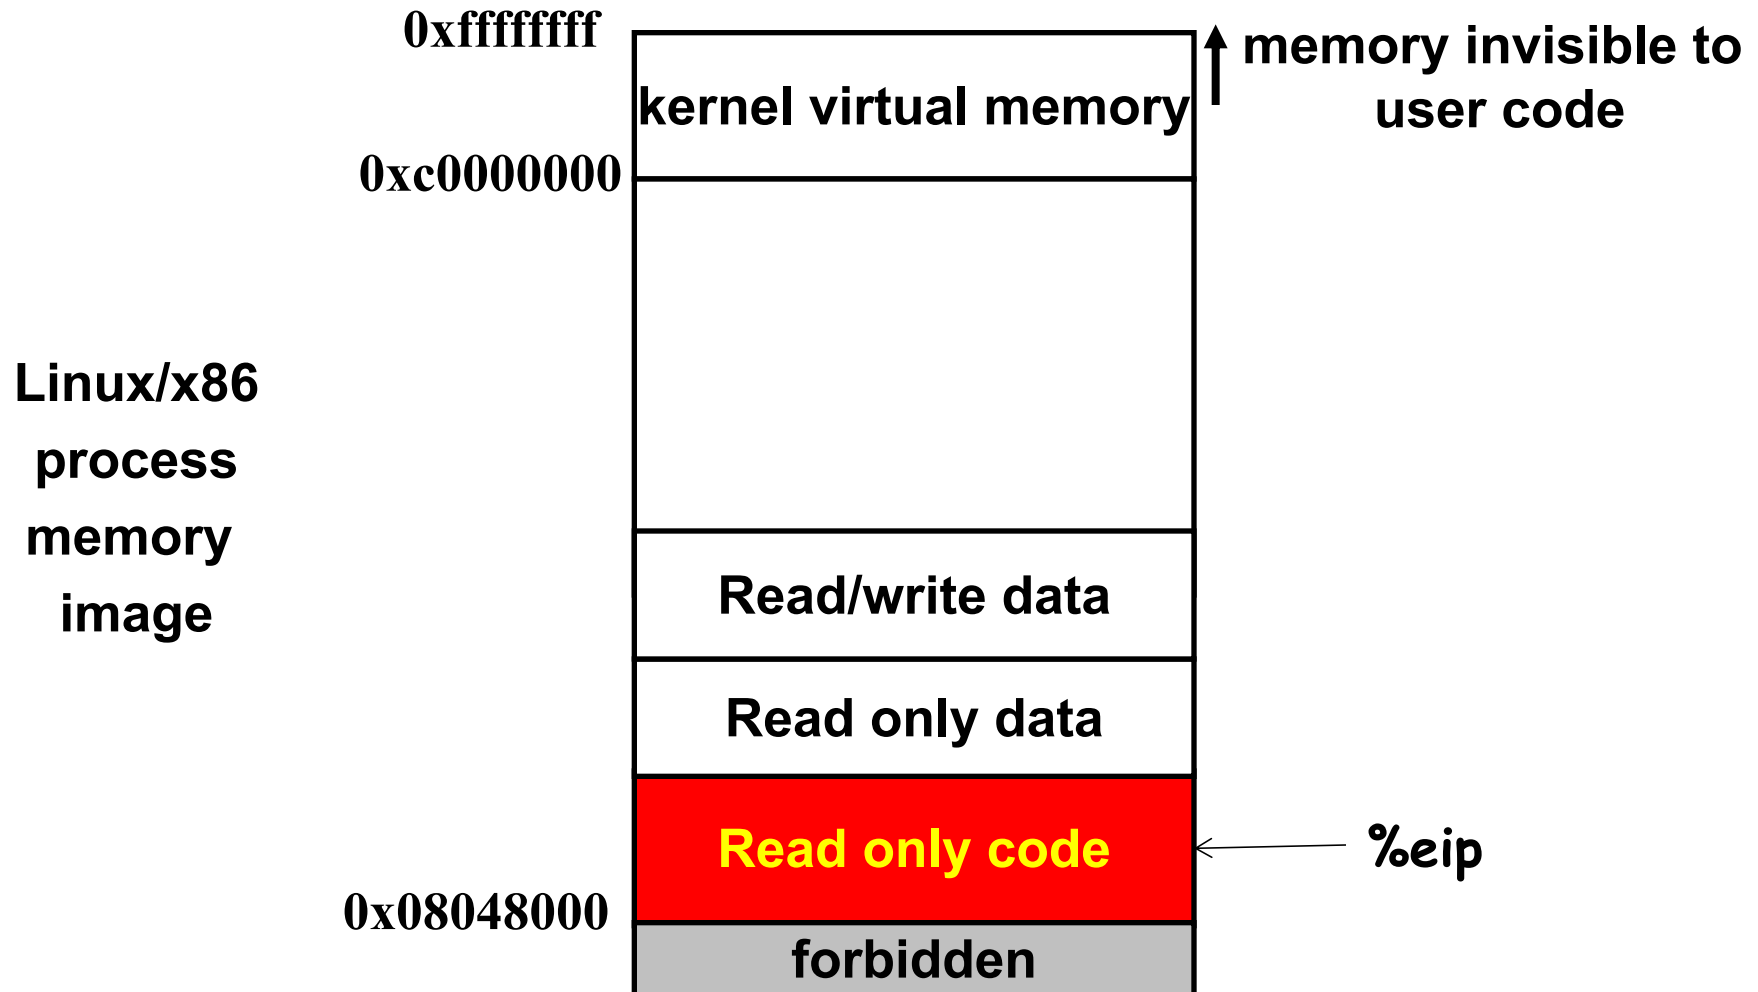 0xffffffff
memory invisible to
user code
kernel virtual memory
0xc0000000
Linux/x86
process
memory
image
Read/write data
Read only data
Read only code
%eip
0x08048000
forbidden